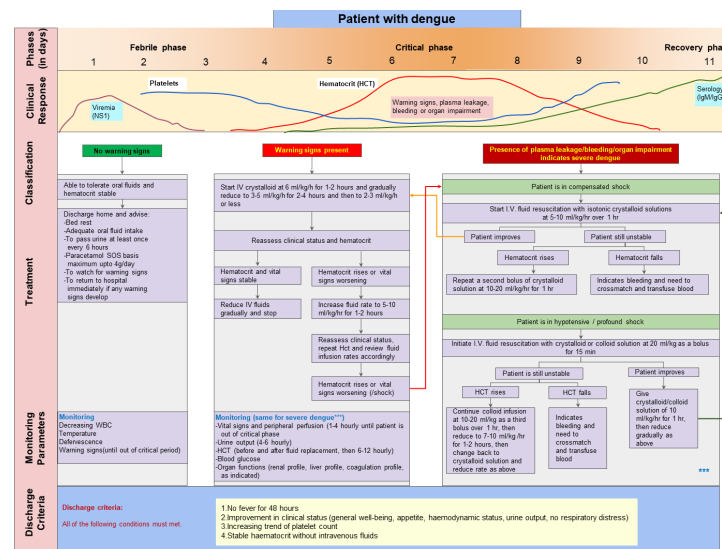 Patient with dengue
Phases
(in days)
Febrile phase
Critical phase
Recovery pha
1
2
3
4
5
6
7
8
9
10
11
Clinical
Response
Platelets
Hematocrit (HCT)
Viremia
(NS1)
Warning signs, plasma leakage,
bleeding or organ impairment
Serology
(IgM/IgG
Classification
No warning signs
Warning signs present
Presence of plasma leakage/bleeding/organ impairment
indicates severe dengue
Treatment
Able to tolerate oral fluids and
hematocrit stable
Discharge home and advise:
-Bed rest
-Adequate oral fluid intake
-To pass urine at least once
every 6 hours
-Paracetamol SOS basis
maximum upto 4g/day
-To watch for warning signs
-To return to hospital
immediately if any warning
signs develop
Start IV crystalloid at 6 ml/kg/h for 1-2 hours and gradually
reduce to 3-5 ml/kg/h for 2-4 hours and then to 2-3 ml/kg/h
or less
Reassess clinical status and hematocrit
Hematocrit and vital
signs stable
Hematocrit rises or vital
signs worsening
Reduce IV fluids
gradually and stop
Increase fluid rate to 5-10
ml/kg/hr for 1-2 hours
Reassess clinical status,
repeat Hct and review fluid
infusion rates accordingly
Hematocrit rises or vital
signs worsening (/shock)
Patient is in compensated shock
Start I.V. fluid resuscitation with isotonic crystalloid solutions
at 5-10 ml/kg/hr over 1 hr
Patient improves
Patient still unstable
Hematocrit rises
Hematocrit falls
Repeat a second bolus of crystalloid
solution at 10-20 ml/kg/hr for 1 hr
Indicates bleeding and need to
crossmatch and transfuse blood
Patient is in hypotensive / profound shock
Initiate I.V. fluid resuscitation with crystalloid or colloid solution at 20 ml/kg as a bolus
for 15 min
Patient is still unstable
Patient improves
HCT rises
HCT falls
Give
crystalloid/colloid
solution of 10
ml/kg/hr for 1 hr,
then reduce
gradually as
above
Continue colloid infusion
at 10-20 ml/kg as a third
bolus over 1 hr, then
reduce to 7-10 ml/kg/hr
for 1-2 hours, then
change back to
crystalloid solution and
reduce rate as above
Indicates
bleeding and
need to
crossmatch
and transfuse
blood
***
Monitoring
Parameters
Monitoring
Decreasing WBC
Temperature
Defervescence
Warning signs(until out of critical period)
Monitoring (same for severe dengue***)
-Vital signs and peripheral perfusion (1-4 hourly until patient
is out of critical phase)
-Urine output (4-6 hourly)
-HCT (before and after fluid replacement, then 6-12 hourly)
-Blood glucose
-Organ functions (renal profile, liver profile, coagulation profile,
as indicated)
Discharge
Criteria
Discharge criteria:
All of the following conditions must met.
1.No fever for 48 hours
2.Improvement in clinical status (general well-being, appetite, haemodynamic status, urine output, no respiratory distress)
3.Increasing trend of platelet count
4.Stable haematocrit without intravenous fluids